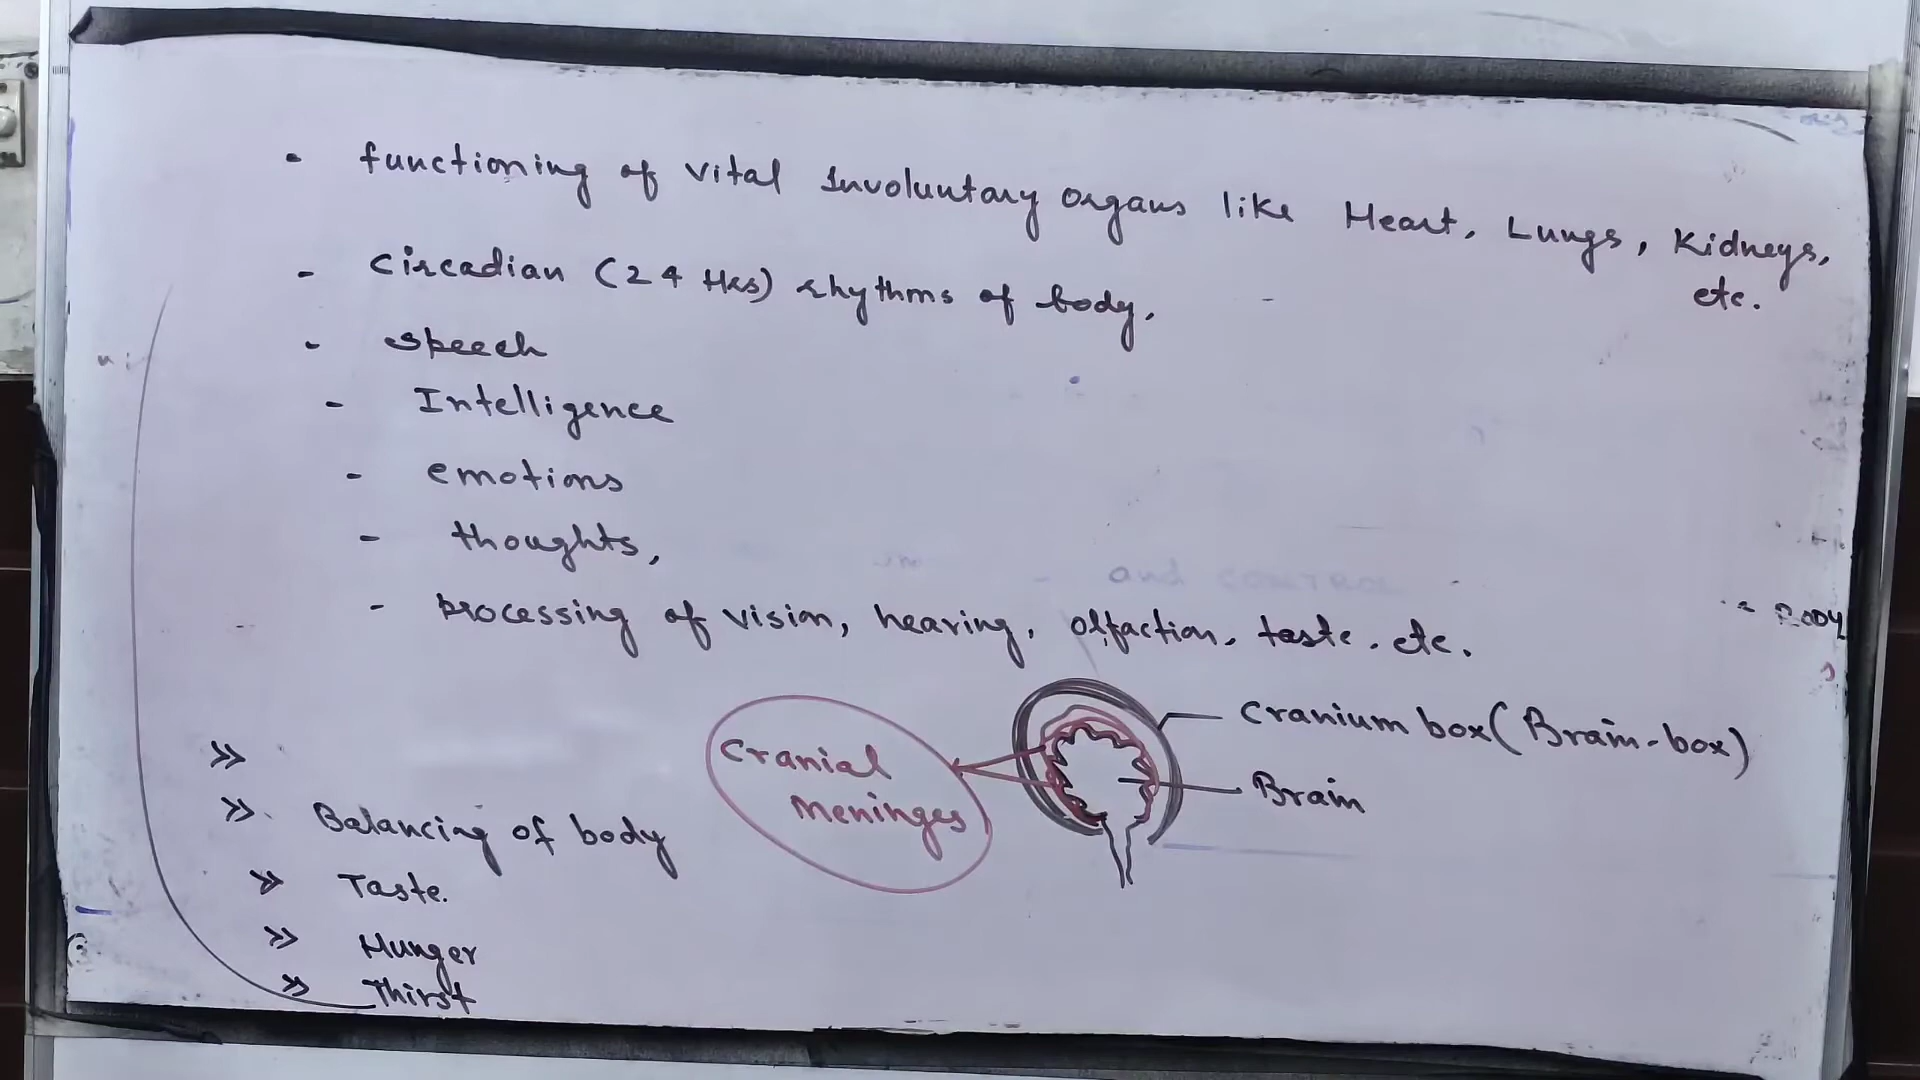 • functioning of vital Involuntary organs like Heart, Lungs, Kidneys, etc.
- Circadian (24 Hrs) rhythms of body.
- speech
- Intelligence
- emotions
- thoughts,
- processing of vision, hearing, olfaction, taste, etc.
Cranium box (Brain-box)
Cranial
Meninges
Brain
»
» Balancing of body
» Taste.
» Hunger
» Thirst